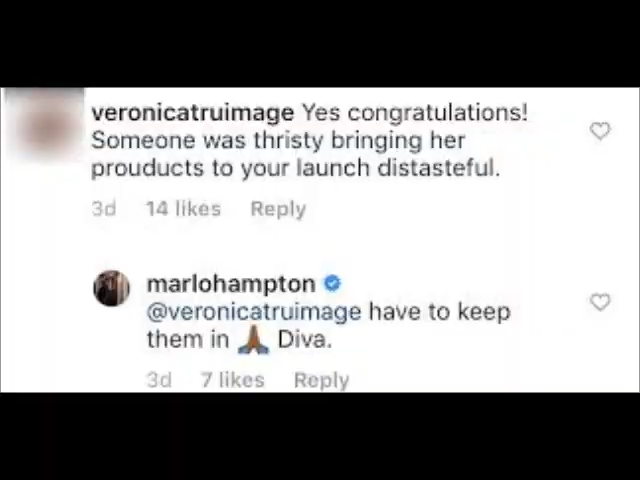 veronicatruimage Yes congratulations!
Someone was thristy bringing her
prouducts to your launch distasteful.
3d 14 likes Reply
marlohampton
@veronicatruimage have to keep
them in 🙏🏾 Diva.
3d 7 likes Reply